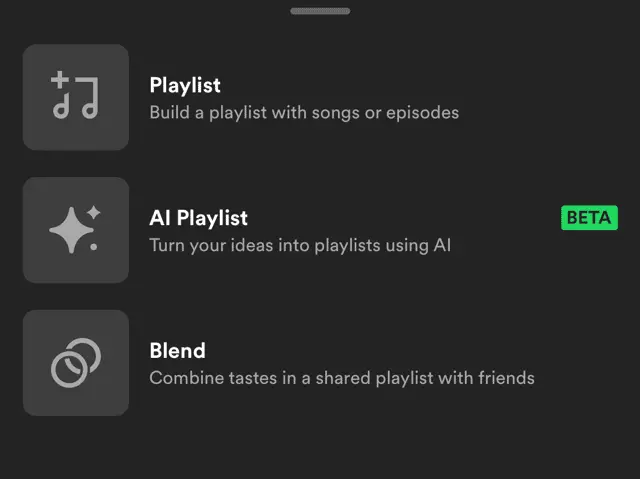 Playlist
Build a playlist with songs or episodes
AI Playlist
BETA
Turn your ideas into playlists using AI
Blend
Combine tastes in a shared playlist with friends